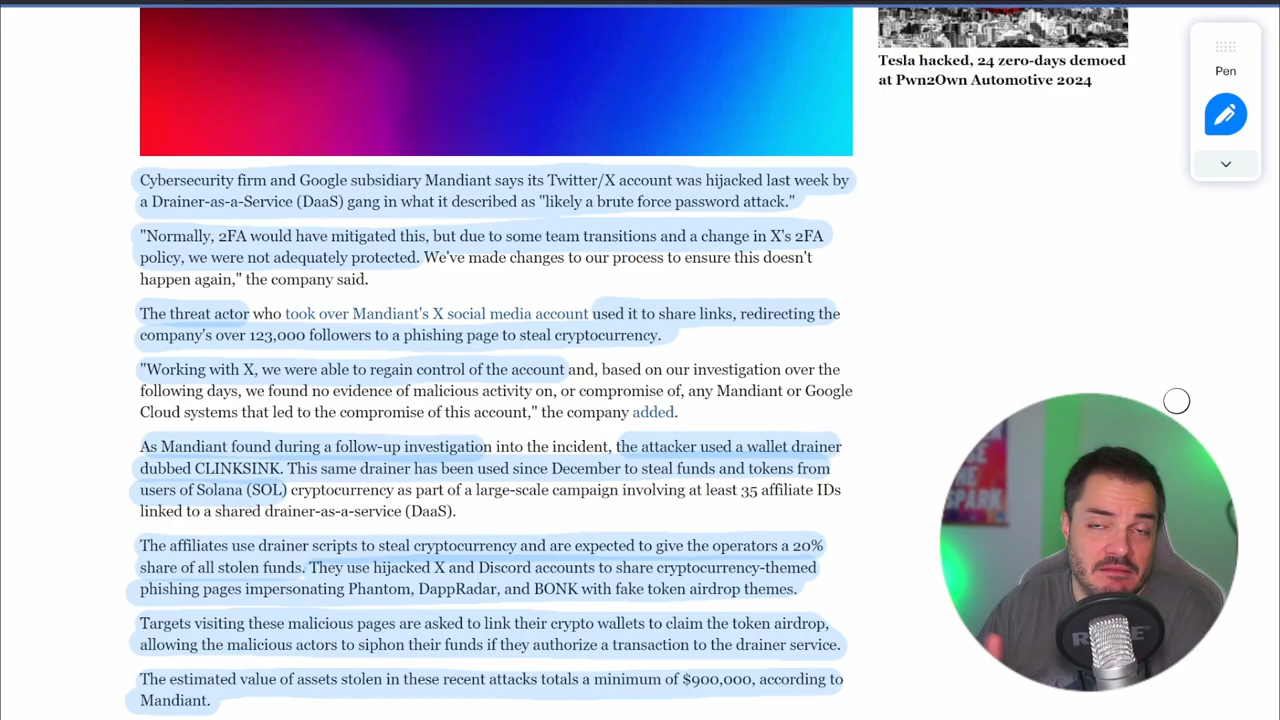 Tesla hacked, 24 zero-days demoed
at Pwn2Own Automotive 2024
Pen
Cybersecurity firm and Google subsidiary Mandiant says its Twitter/X account was hijacked last week by
a Drainer-as-a-Service (DaaS) gang in what it described as "likely a brute force password attack."
"Normally, 2FA would have mitigated this, but due to some team transitions and a change in X's 2FA
policy, we were not adequately protected. We've made changes to our process to ensure this doesn't
happen again," the company said.
The threat actor who took over Mandiant's X social media account used it to share links, redirecting the
company's over 123,000 followers to a phishing page to steal cryptocurrency.
"Working with X, we were able to regain control of the account and, based on our investigation over the
following days, we found no evidence of malicious activity on, or compromise of, any Mandiant or Google
Cloud systems that led to the compromise of this account," the company added.
As Mandiant found during a follow-up investigation into the incident, the attacker used a wallet drainer
dubbed CLINKSINK. This same drainer has been used since December to steal funds and tokens from
users of Solana (SOL) cryptocurrency as part of a large-scale campaign involving at least 35 affiliate IDs
linked to a shared drainer-as-a-service (DaaS).
The affiliates use drainer scripts to steal cryptocurrency and are expected to give the operators a 20%
share of all stolen funds. They use hijacked X and Discord accounts to share cryptocurrency-themed
phishing pages impersonating Phantom, DappRadar, and BONK with fake token airdrop themes.
Targets visiting these malicious pages are asked to link their crypto wallets to claim the token airdrop,
allowing the malicious actors to siphon their funds if they authorize a transaction to the drainer service.
The estimated value of assets stolen in these recent attacks totals a minimum of $900,000, according to
Mandiant.